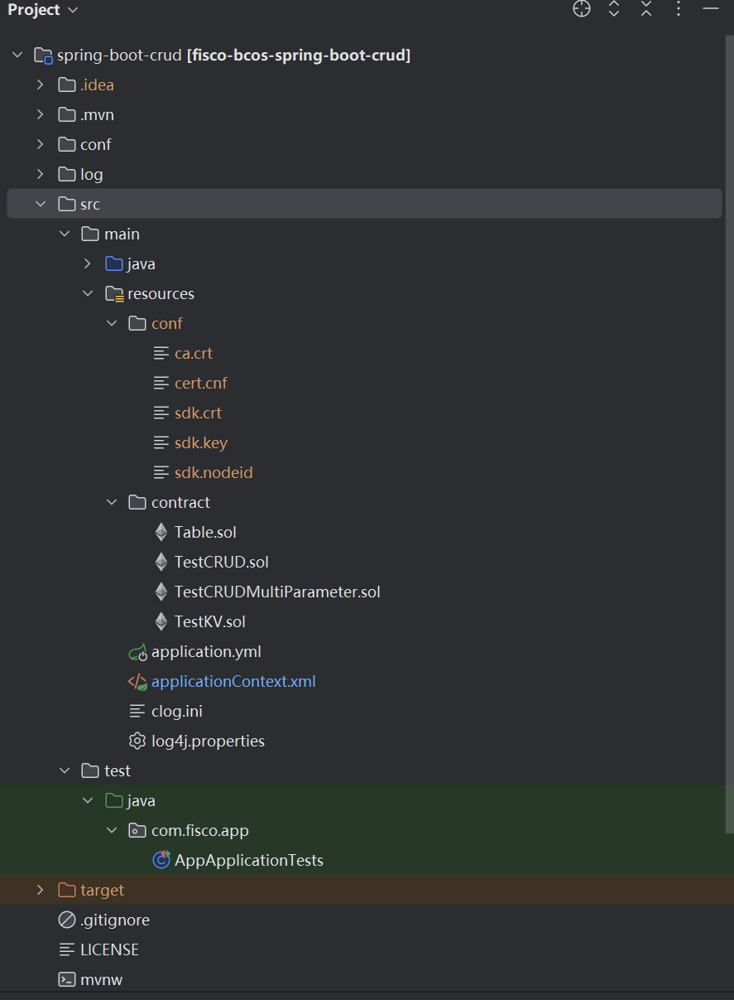 Project
spring-boot-crud [fisco-bcos-spring-boot-crud]
.idea
.mvn
conf
log
src
main
java
resources
conf
ca.crt
cert.cnf
sdk.crt
sdk.key
sdk.nodeid
contract
Table.sol
TestCRUD.sol
TestCRUDMultiParameter.sol
TestKV.sol
application.yml
applicationContext.xml
clog.ini
log4j.properties
test
java
com.fisco.app
AppApplicationTests
target
.gitignore
LICENSE
mvnw